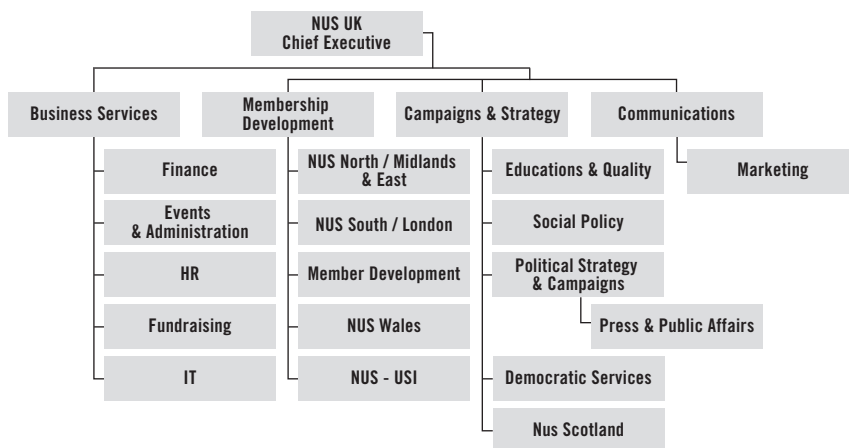 NUS UK
Chief Executive
Business Services
Membership
Development
Campaigns & Strategy
Communications
Finance
NUS North / Midlands
& East
Educations & Quality
Marketing
Events
& Administration
NUS South / London
Social Policy
HR
Member Development
Political Strategy
& Campaigns
Fundraising
NUS Wales
Press & Public Affairs
IT
NUS - USI
Democratic Services
Nus Scotland